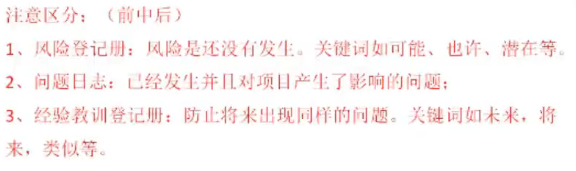 注意区分：（前中后）
1、风险登记册：风险是还没有发生。关键词如可能、也许、潜在等。
2、问题日志：已经发生并且对项目产生了影响的问题；
3、经验教训登记册：防止将来出现同样的问题。关键词如未来，将
来，类似等。